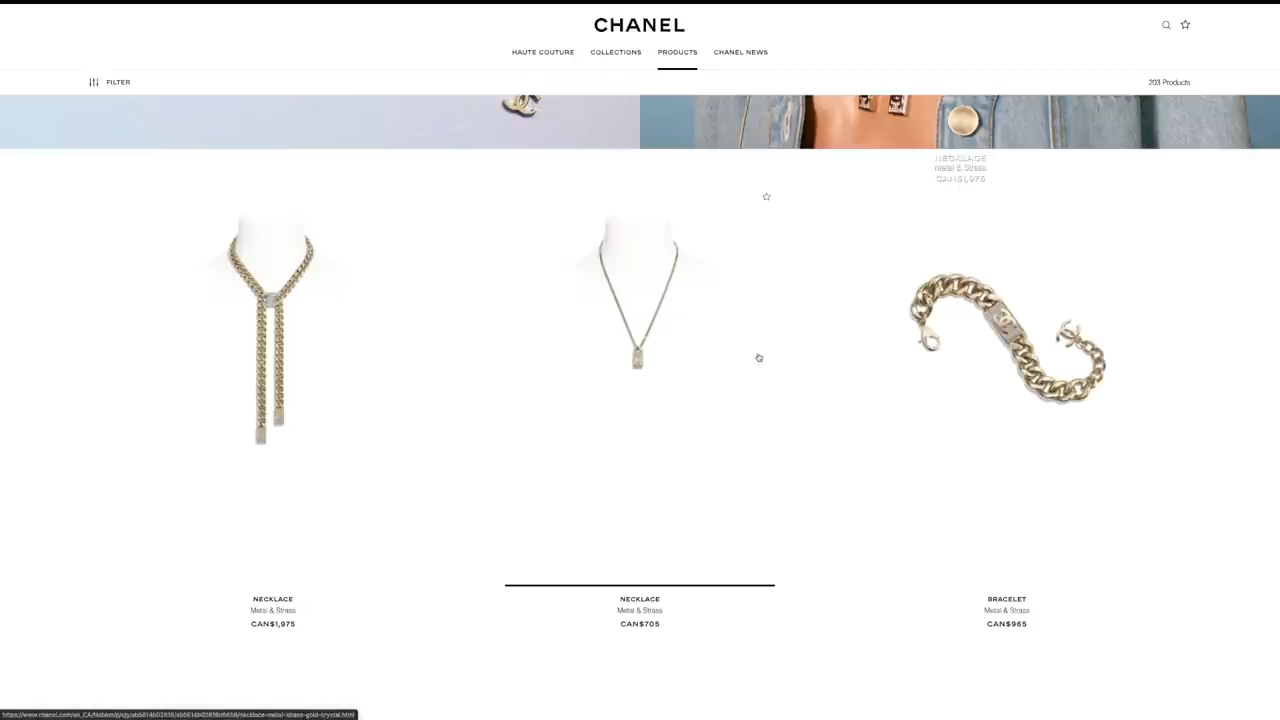 CHANEL
HAUTE COUTURE COLLECTIONS PRODUCTS CHANEL NEWS
FILTER
203 Products
NECKLACE
Metal & Strass
CAN$1,975
NECKLACE
Metal & Strass
CAN$1,975
NECKLACE
Metal & Strass
CAN$705
BRACELET
Metal & Strass
CAN$965